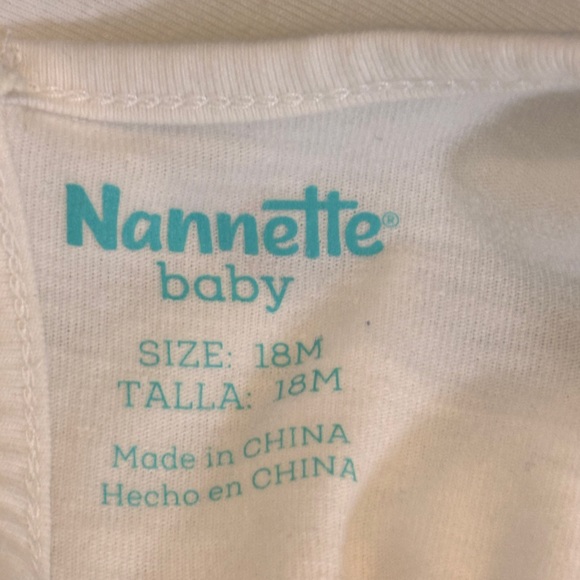 Nannette®
baby
SIZE: 18M
TALLA: 18M
Made in CHINA
Hecho en CHINA